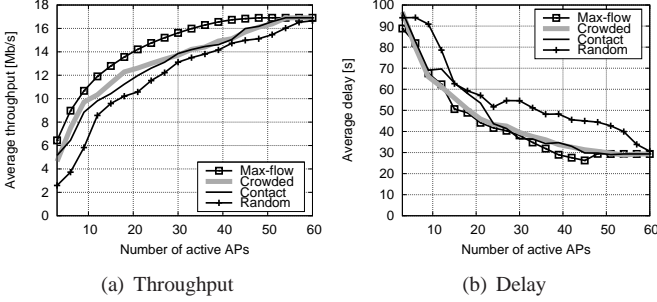 Average throughput [Mb/s]
18
16
14
12
10
8
6
4
2
0
10 20 30 40 50 60
Number of active APs
Max-flow
Crowded
Contact
Random
(a) Throughput
Average delay [s]
100
90
80
70
60
50
40
30
20
10
0
10 20 30 40 50 60
Number of active APs
Max-flow
Crowded
Contact
Random
(b) Delay